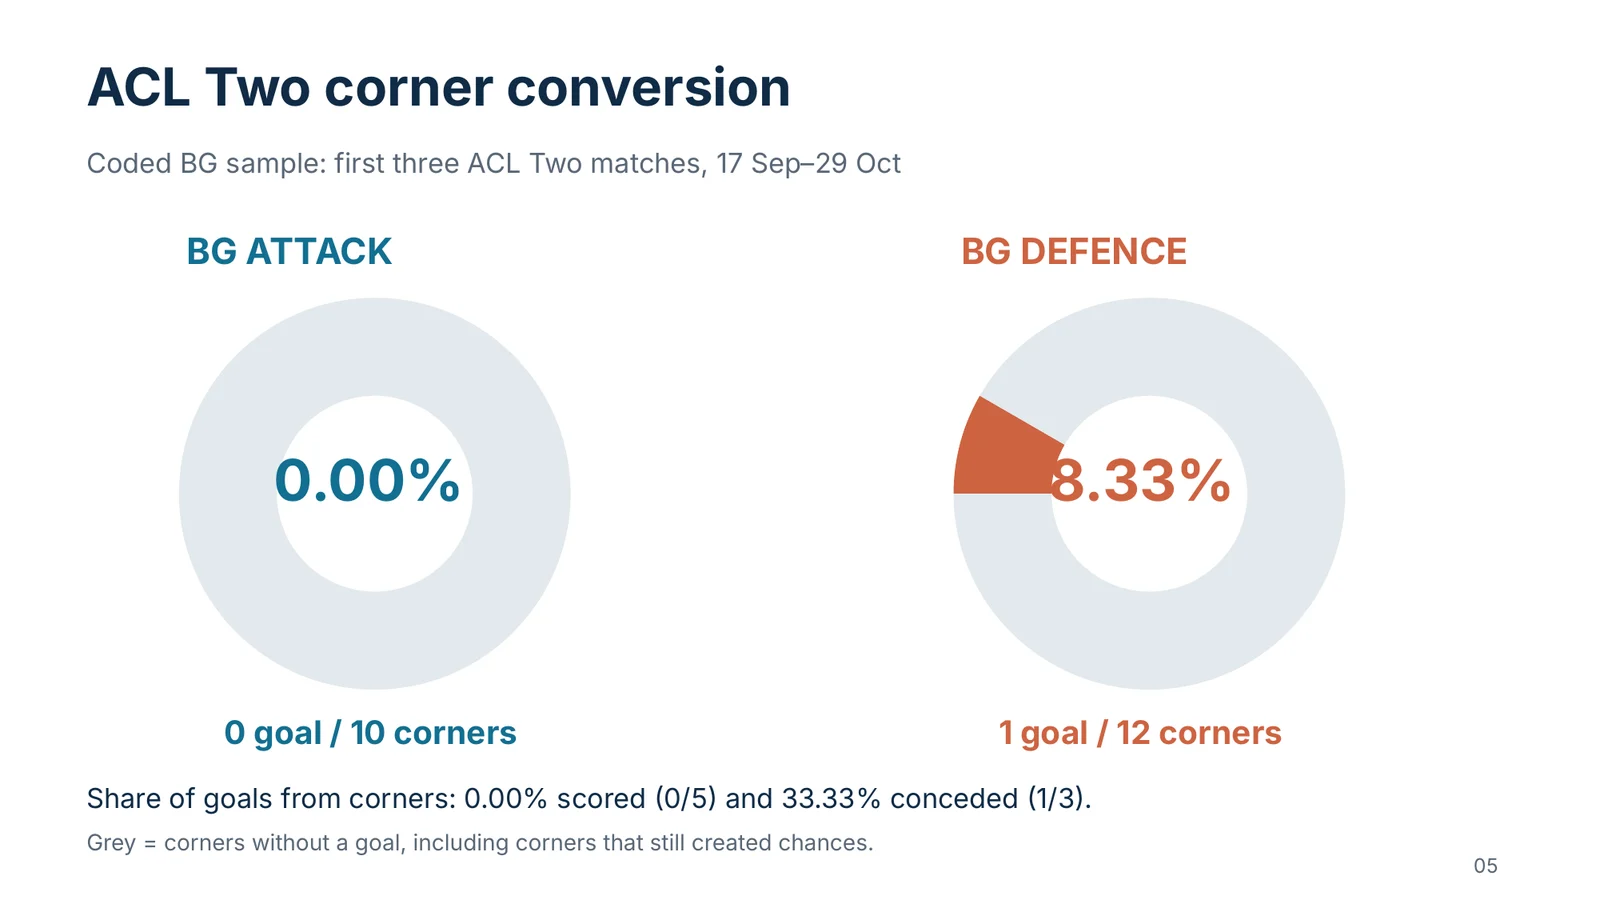 ACL Two corner conversion
Coded BG sample: first three ACL Two matches, 17 Sep–29 Oct
BG ATTACK
BG DEFENCE
0.00%
8.33%
0 goal / 10 corners
1 goal / 12 corners
Share of goals from corners: 0.00% scored (0/5) and 33.33% conceded (1/3).
Grey = corners without a goal, including corners that still created chances.
05